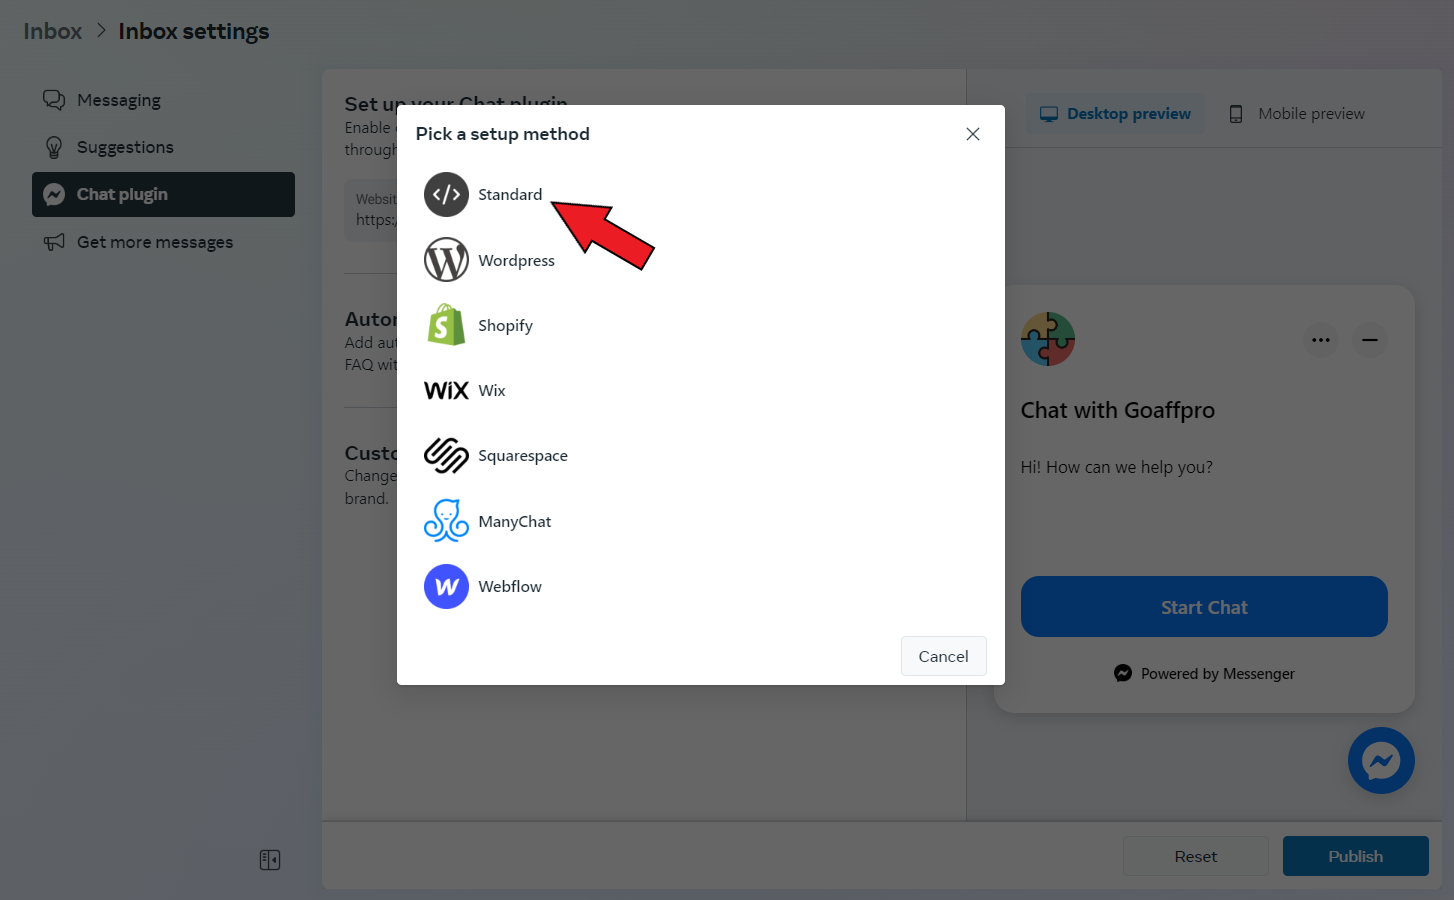 Inbox > Inbox settings
Messaging
Suggestions
Chat plugin
Get more messages
Set up your Chat plugin
Enable
through
Websit
https:/
Auton
Add aut
FAQ wit
Custo
Change
brand.
Pick a setup method
</> Standard
W Wordpress
S Shopify
WiX Wix
Squarespace
ManyChat
W Webflow
Cancel
Desktop preview
Mobile preview
Chat with Goaffpro
Hi! How can we help you?
Start Chat
Powered by Messenger
Reset
Publish